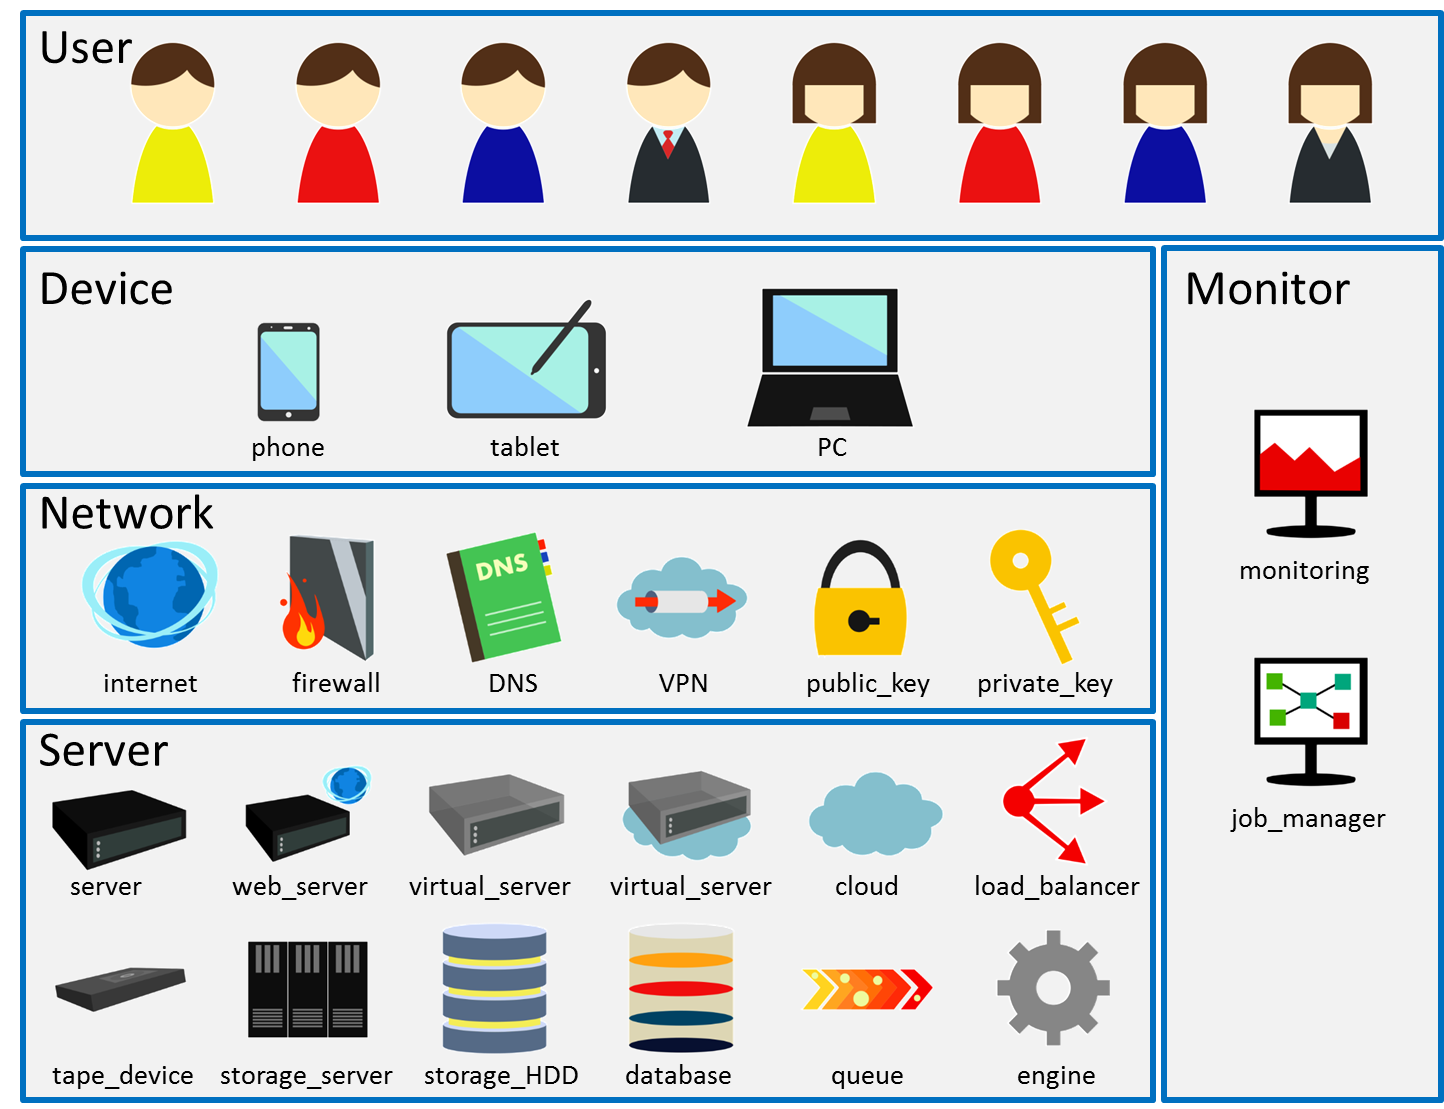 User
Device
phone
tablet
PC
Monitor
monitoring
job_manager
Network
DNS
internet
firewall
DNS
VPN
public_key
private_key
Server
server
web_server
virtual_server
virtual_server
cloud
load_balancer
tape_device
storage_server
storage_HDD
database
queue
engine